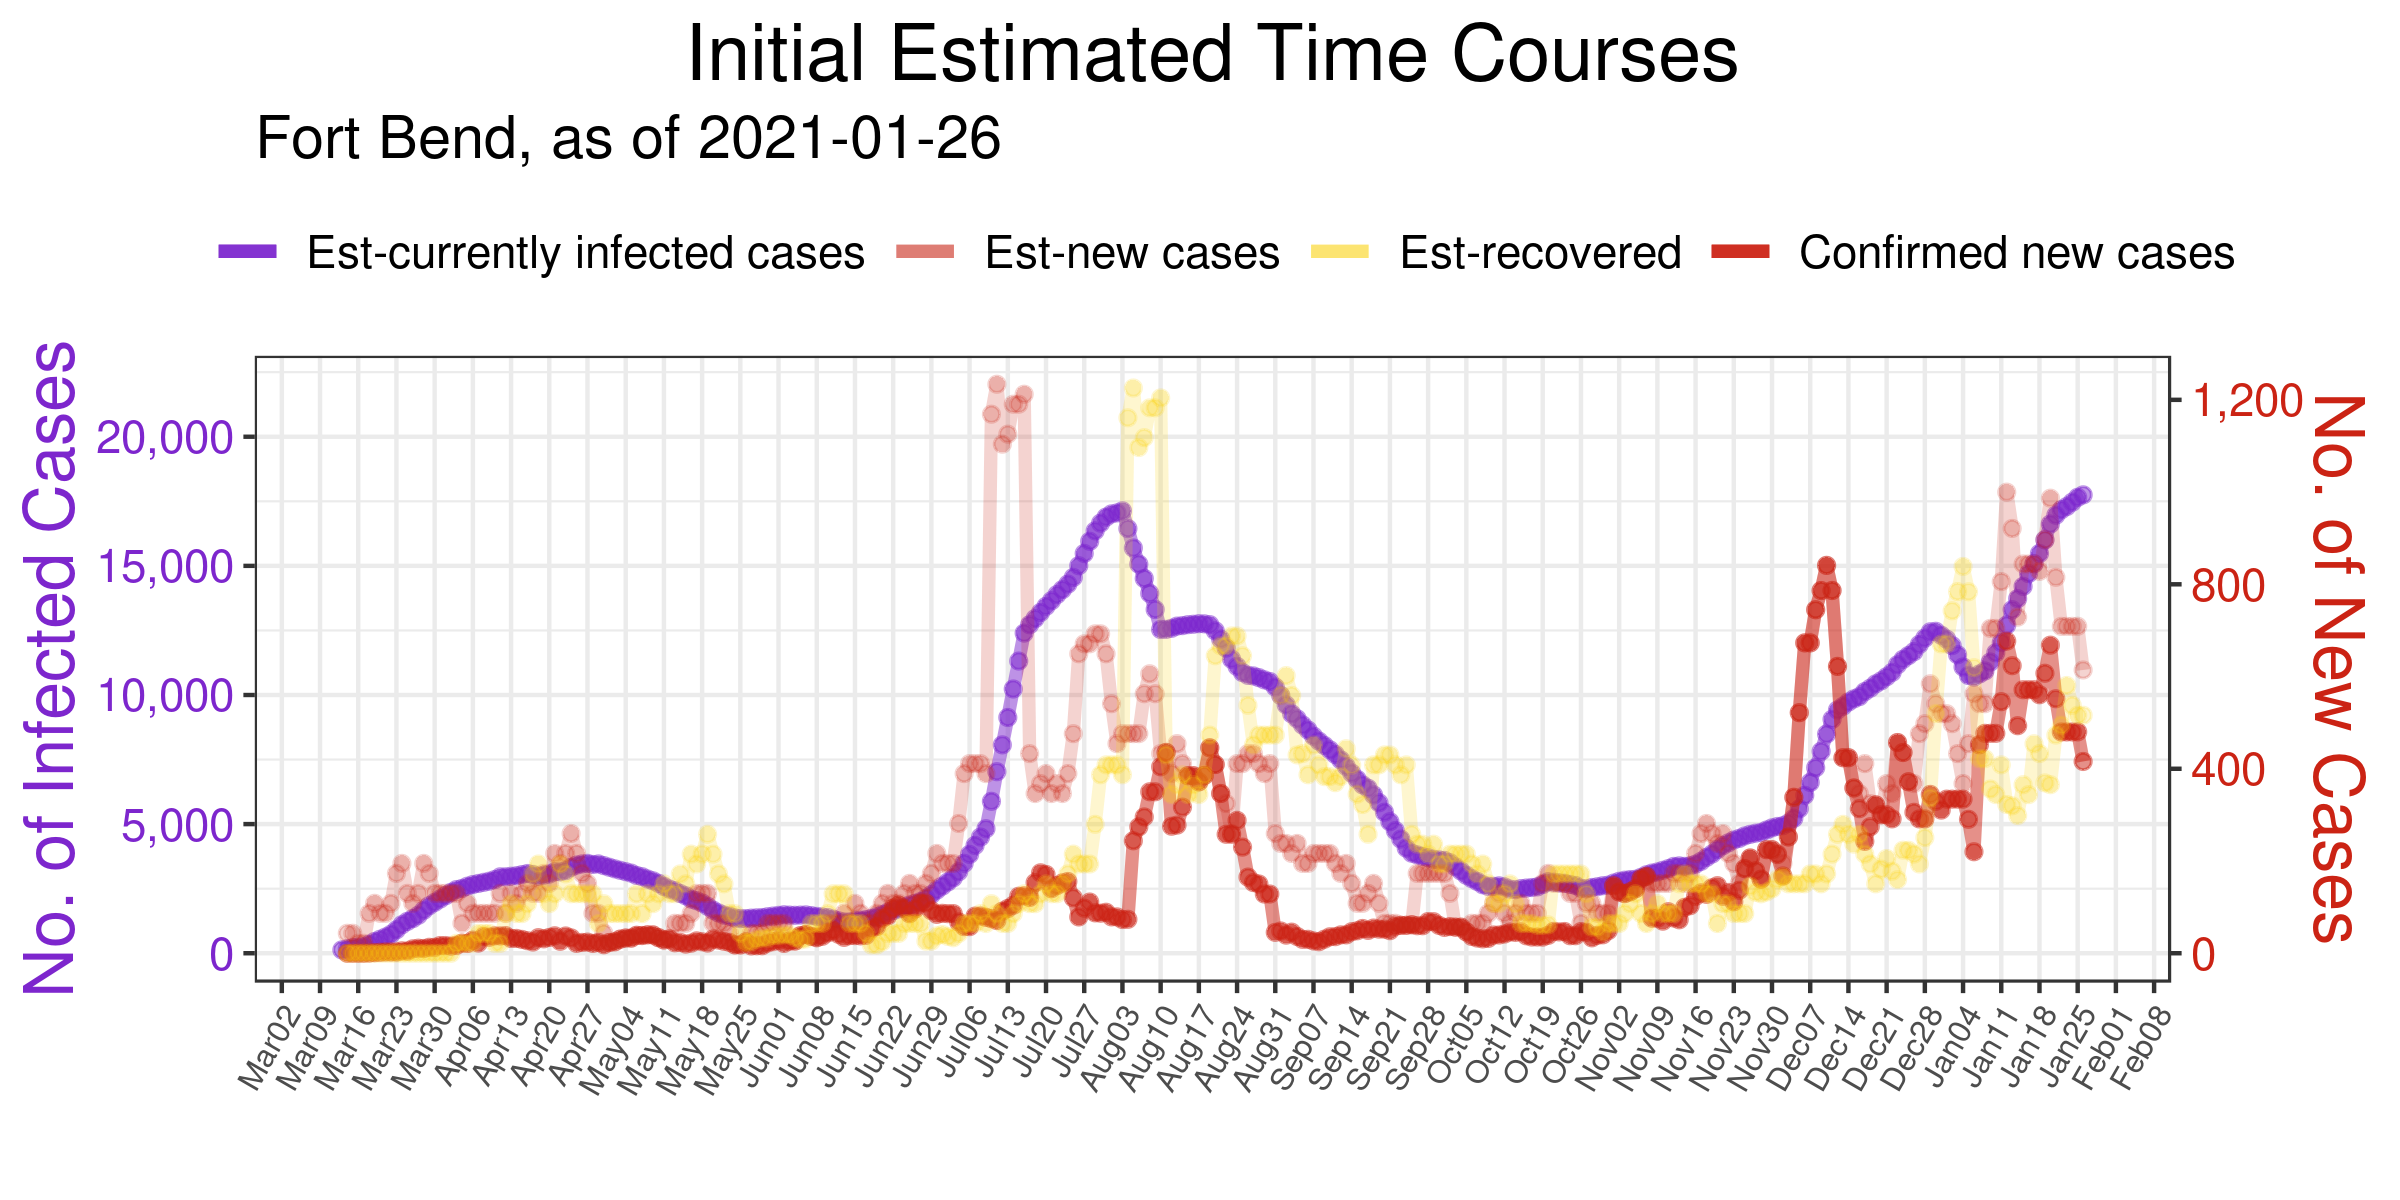 Initial Estimated Time Courses
Fort Bend, as of 2021-01-26
Est-currently infected cases Est-new cases Est-recovered Confirmed new cases
No. of Infected Cases
20,000
15,000
10,000
5,000
0
1,200
800
400
0
No. of New Cases
Mar02 Mar09 Mar16 Mar23 Mar30 Apr06 Apr13 Apr20 Apr27 May04 May11 May18 May25 Jun01 Jun08 Jun15 Jun22 Jun29 Jul06 Jul13 Jul20 Jul27 Aug03 Aug10 Aug17 Aug24 Aug31 Sep07 Sep14 Sep21 Sep28 Oct05 Oct12 Oct19 Oct26 Nov02 Nov09 Nov16 Nov23 Nov30 Dec07 Dec14 Dec21 Dec28 Jan04 Jan11 Jan18 Jan25 Feb01 Feb08